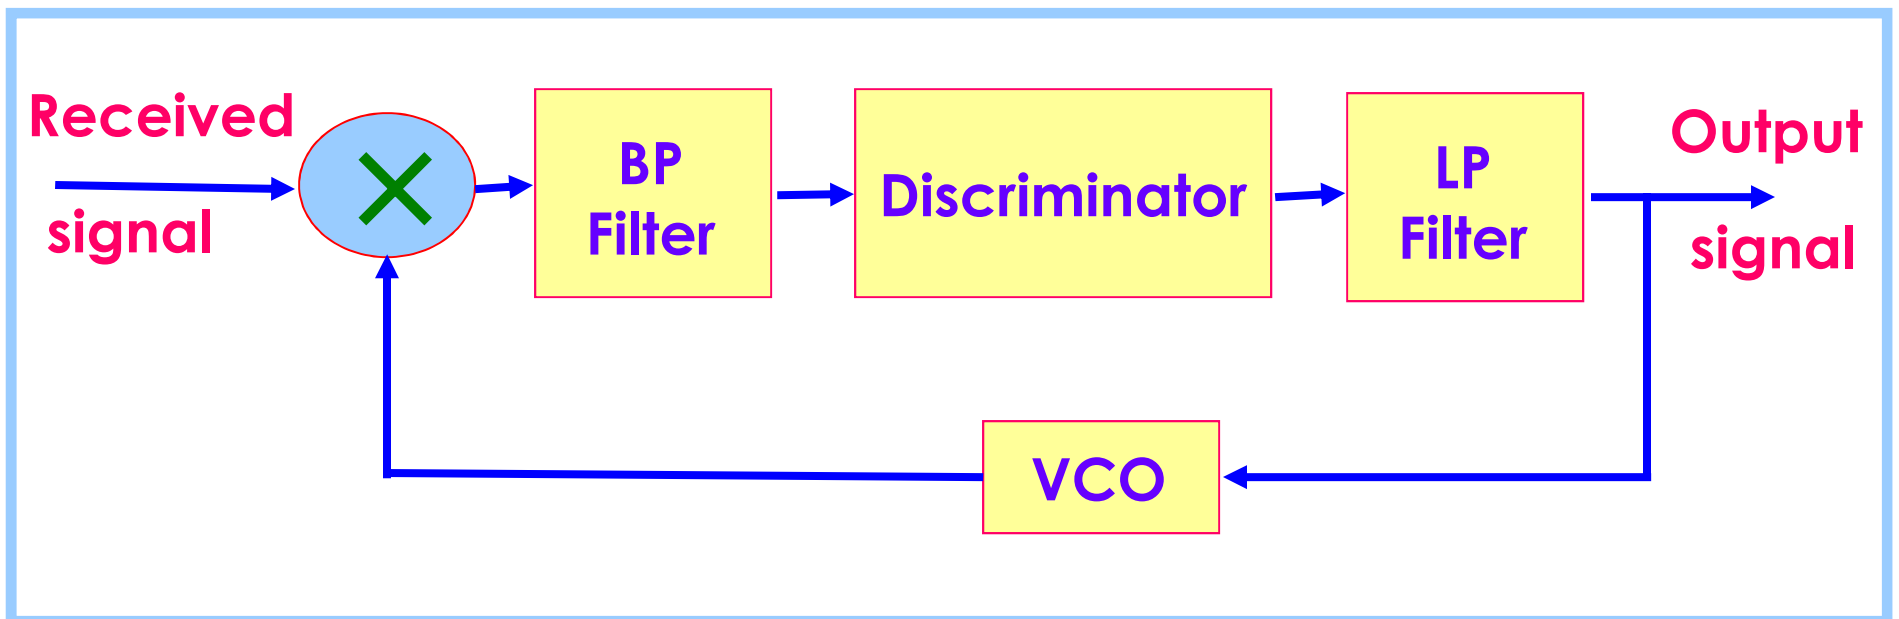 Received
signal
×
BP
Filter
Discriminator
LP
Filter
Output
signal
VCO